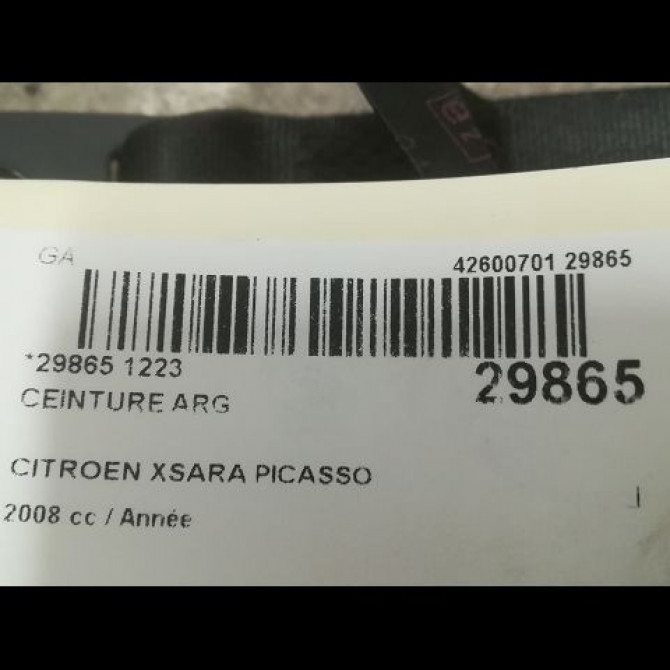 GA
42600701 29865
*29865 1223
29865
CEINTURE ARG
CITROEN XSARA PICASSO
2008 cc / Année